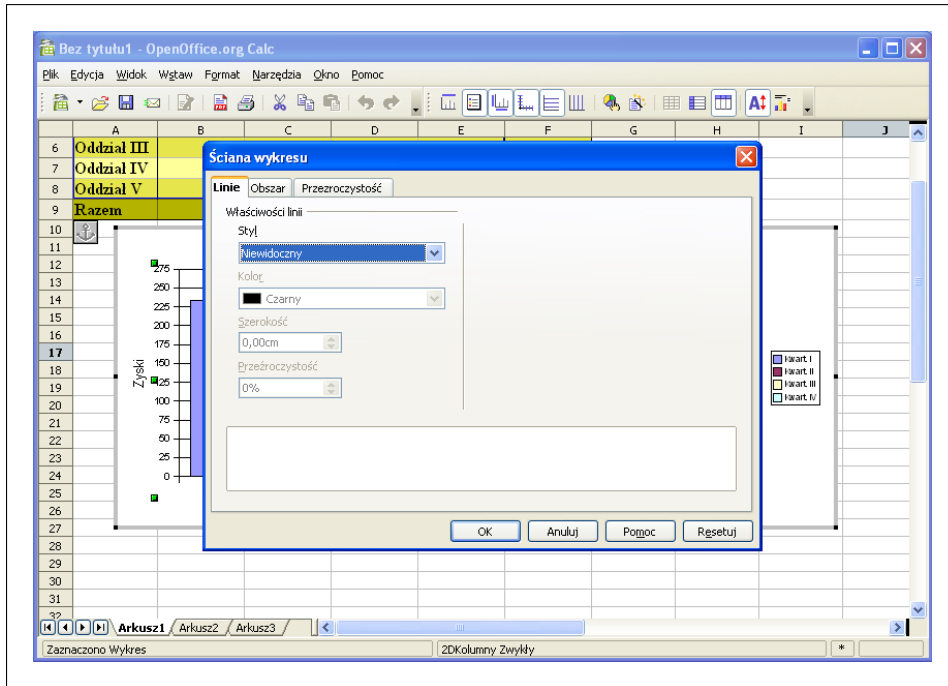 Bez tytułu1 - OpenOffice.org Calc
Plik Edycja Widok Wstaw Format Narzędzia Okno Pomoc
A B C D E F G H I J
6 Oddzial III
7 Oddzial IV
8 Oddzial V
9 Razem
10
11
12
13
14
15
16
17
18
19
20
21
22
23
24
25
26
27
28
29
30
31
32
Ściana wykresu
Linie Obszar Przezroczystość
Właściwości linii
Styl
Niewidoczny
Kolor
Czarny
Szerokość
0,00cm
Przeźroczystość
0%
OK Anuluj Pomoc Resetuj
275
250
225
200
175
150
125
100
75
50
25
0
Zyski
kwart I
kwart II
kwart III
kwart IV
Arkusz1 Arkusz2 Arkusz3
Zaznaczono Wykres 2DKolumny Zwykły *